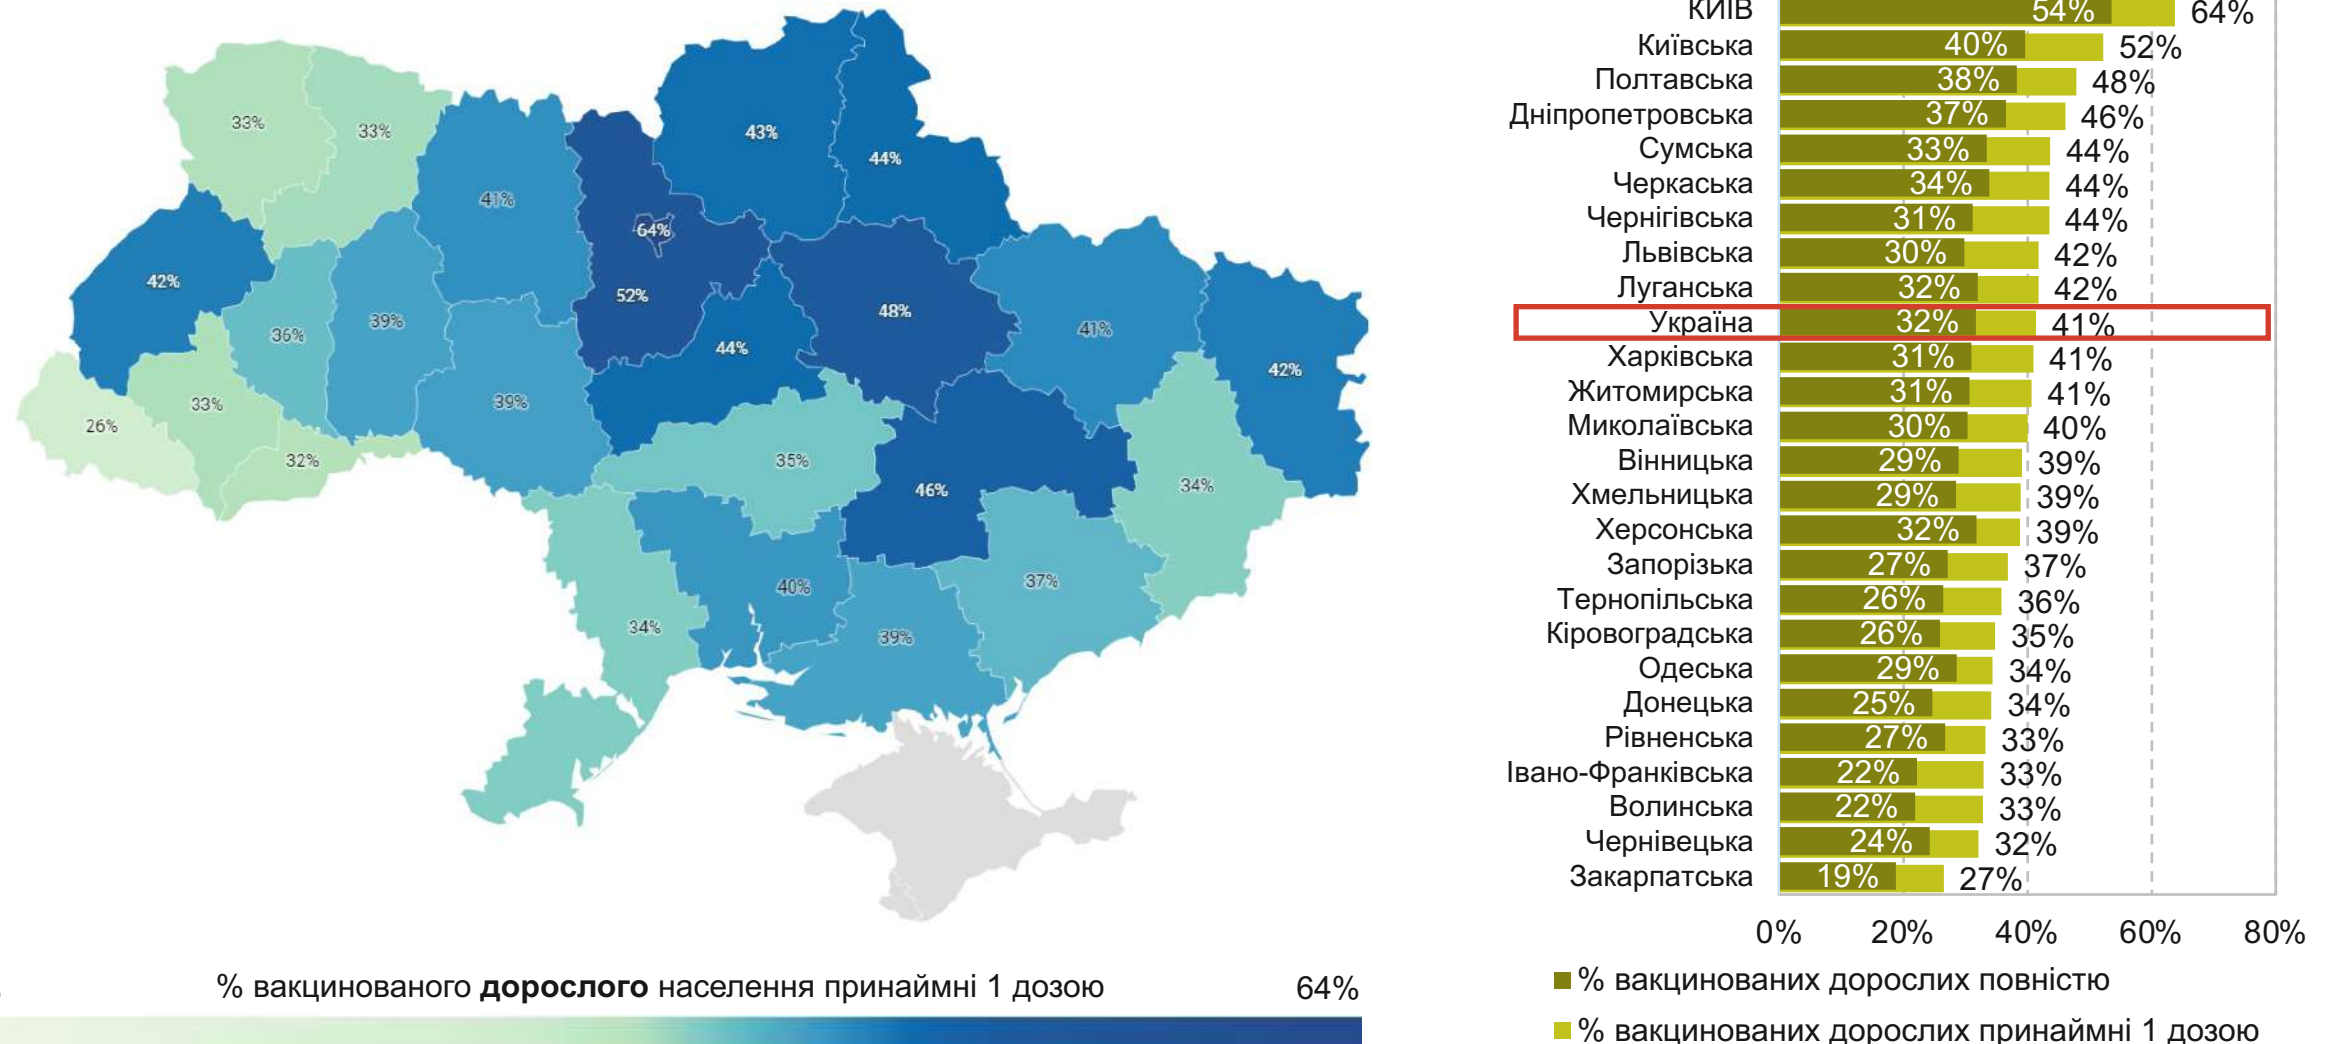 33%
33%
41%
43%
44%
64%
42%
52%
48%
36%
39%
41%
44%
42%
39%
33%
26%
32%
35%
46%
34%
40%
37%
34%
39%
% вакцинованого дорослого населення принаймні 1 дозою
64%
КИЇВ 54% 64%
Київська 40% 52%
Полтавська 38% 48%
Дніпропетровська 37% 46%
Сумська 33% 44%
Черкаська 34% 44%
Чернігівська 31% 44%
Львівська 30% 42%
Луганська 32% 42%
Україна 32% 41%
Харківська 31% 41%
Житомирська 31% 41%
Миколаївська 30% 40%
Вінницька 29% 39%
Хмельницька 29% 39%
Херсонська 32% 39%
Запорізька 27% 37%
Тернопільська 26% 36%
Кіровоградська 26% 35%
Одеська 29% 34%
Донецька 25% 34%
Рівненська 27% 33%
Івано-Франківська 22% 33%
Волинська 22% 33%
Чернівецька 24% 32%
Закарпатська 19% 27%
0% 20% 40% 60% 80%
% вакцинованих дорослих повністю
% вакцинованих дорослих принаймні 1 дозою